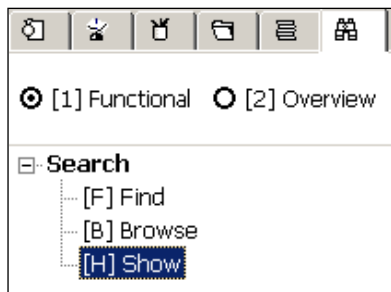 [1] Functional [2] Overview
Search
[F] Find
[B] Browse
[H] Show